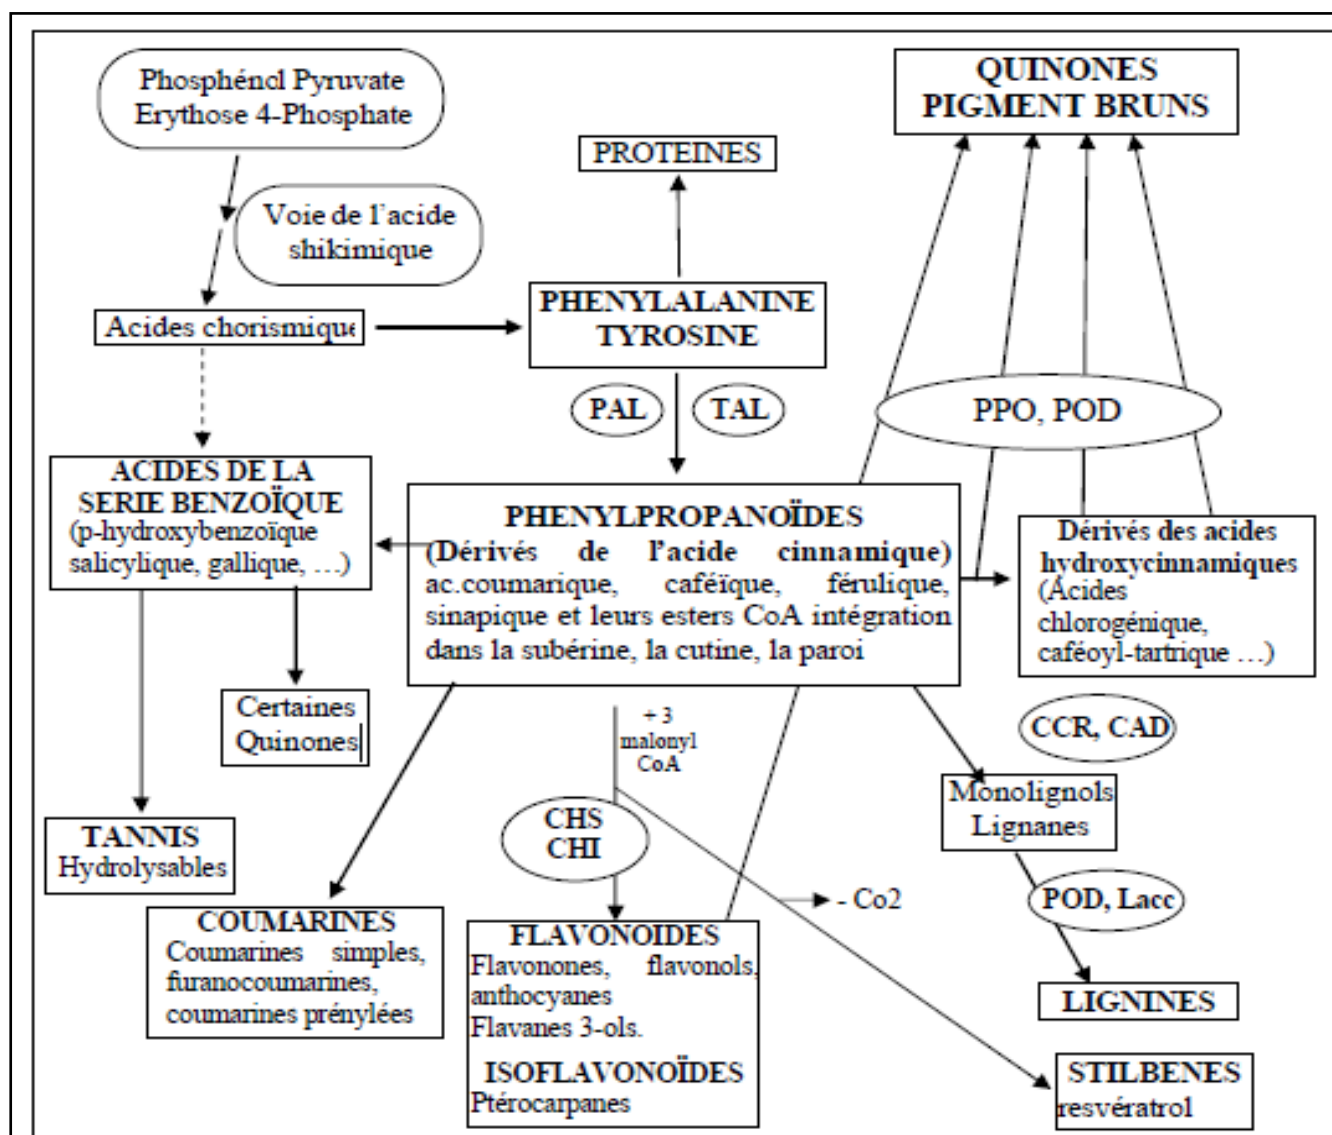 Phosphéncl Pyruvate
Erythose 4-Phosphate
QUINONES
PIGMENT BRUNS
PROTEINES
Voie de l'acide
shikimique
Acides chorismique
PHENYLALANINE
TYROSINE
PAL
TAL
PPO, POD
ACIDES DE LA
SERIE BENZOÏQUE
(p-hydroxybenzoïque
salicylique, gallique, …)
PHENYLPROPANOÏDES
(Dérivés de l'acide cinnamique)
ac.coumarique, caféïque, férulique,
sinapique et leurs esters CoA intégration
dans la subérine, la cutine, la paroi
Dérivés des acides
hydroxycinnamiques
(Acides
chlorogénique,
caféoyl-tartrique …)
Certaines
Quinones
+ 3
malonyl
CoA
CCR, CAD
Monolignols
Lignanes
TANNIS
Hydrolysables
CHS
CHI
- Co2
POD, Lacc
COUMARINES
Coumarines simples,
furanocoumarines,
coumarines prénylées
FLAVONOIDES
Flavonones, flavonols,
anthocyanes
Flavanes 3-ols.
ISOFLAVONOÏDES
Ptérocarpanes
LIGNINES
STILBENES
resvératrol